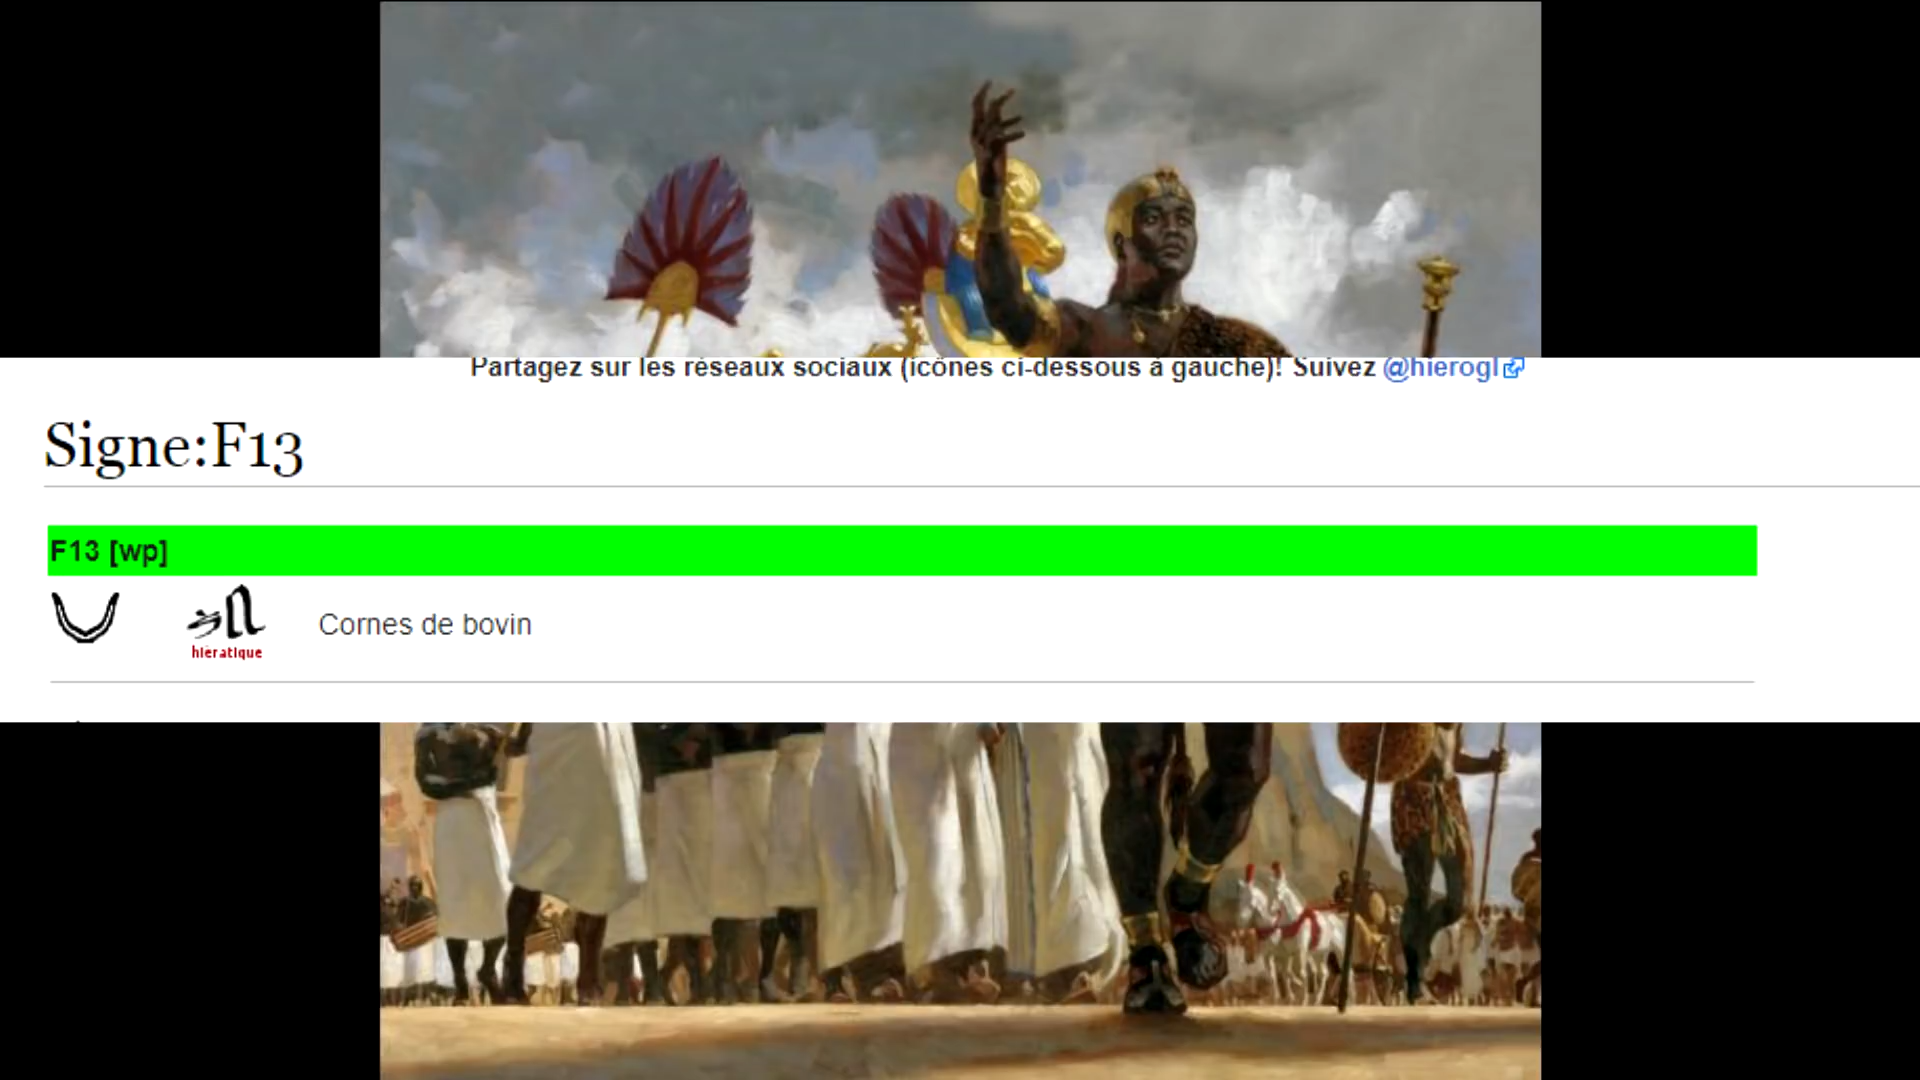 Partagez sur les réseaux sociaux (icônes ci-dessous à gauche)! Suivez @hierogl
Signe:F13
F13 [wp]
Cornes de bovin
hiératique